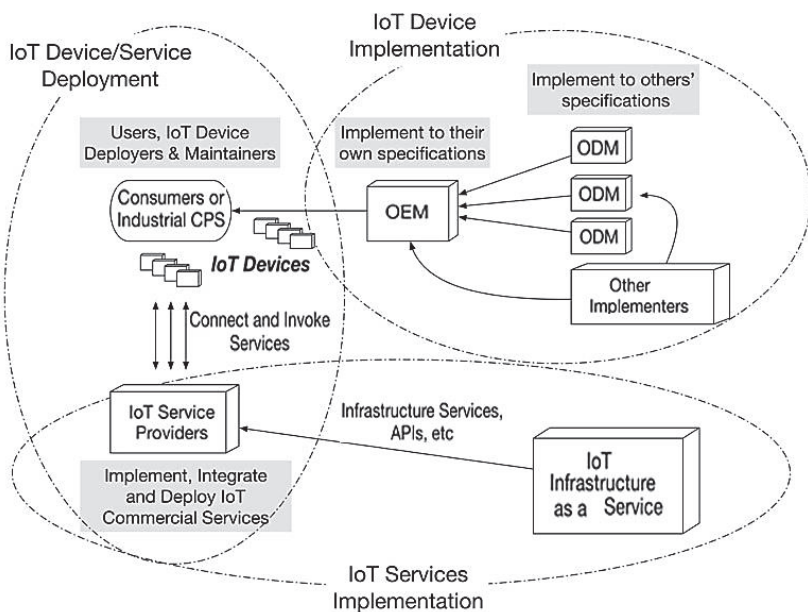 IoT Device/Service
Deployment
IoT Device
Implementation
Users, IoT Device
Deployers & Maintainers
Implement to their
own specifications
Implement to others'
specifications
Consumers or
Industrial CPS
OEM
ODM
ODM
ODM
IoT Devices
Other
Implementers
Connect and Invoke
Services
IoT Service
Providers
Infrastructure Services,
APIs, etc
IoT
Infrastructure
as a Service
Implement, Integrate
and Deploy IoT
Commercial Services
IoT Services
Implementation